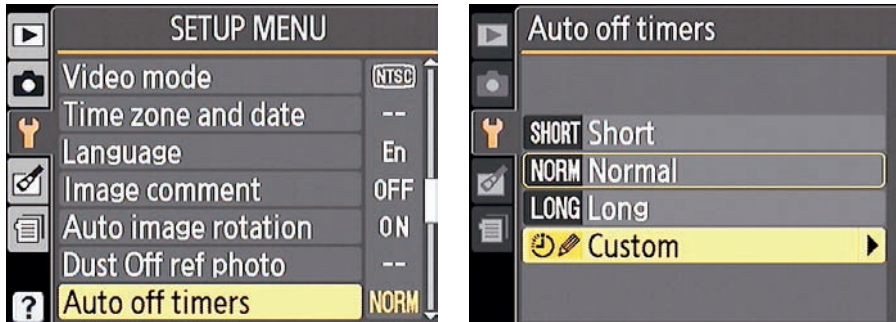 SETUP MENU
Video mode NTSC
Time zone and date --
Language En
Image comment OFF
Auto image rotation ON
Dust Off ref photo --
Auto off timers NORM
?
Auto off timers
SHORT Short
NORM Normal
LONG Long
Custom